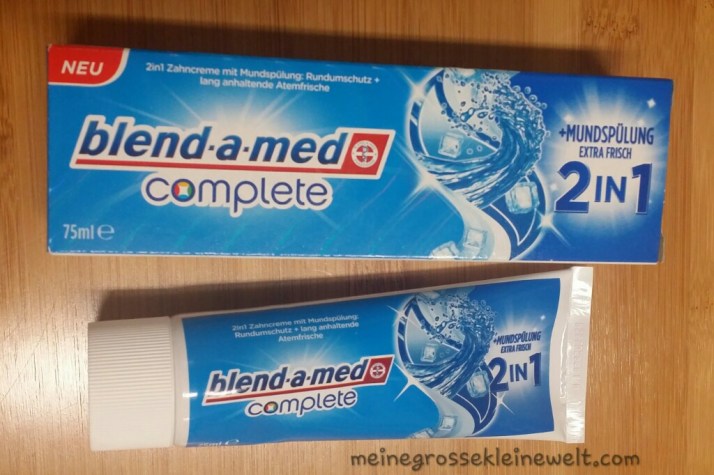 NEU
2in1 Zahncreme mit Mundspülung: Rundumschutz +
lang anhaltende Atemfrische
blend-a-med
complete
75ml e
+MUNDSPÜLUNG
EXTRA FRISCH
2IN1
2in1 Zahncreme mit Mundspülung:
Rundumschutz + lang anhaltende
Atemfrische
blend-a-med
complete
75ml e
+MUNDSPÜLUNG
EXTRA FRISCH
2IN1
meinegrossekleinewelt.com